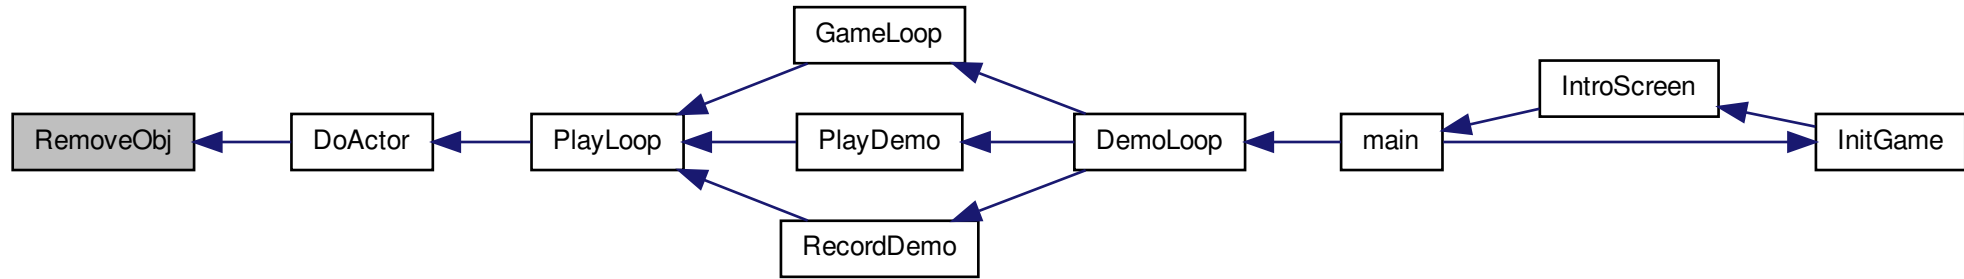 RemoveObj
DoActor
PlayLoop
GameLoop
PlayDemo
RecordDemo
DemoLoop
main
IntroScreen
InitGame